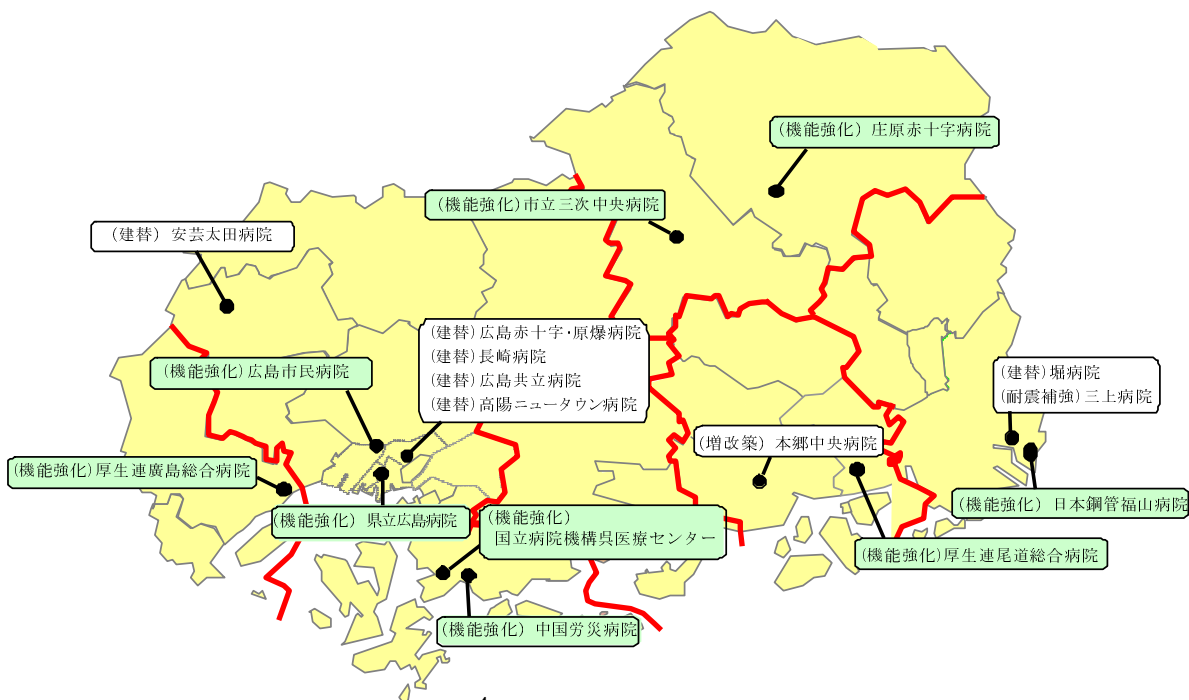 (機能強化) 庄原赤十字病院
(機能強化)市立三次中央病院
(建替) 安芸太田病院
(建替)広島赤十字・原爆病院
(建替)長崎病院
(建替)広島共立病院
(建替)高陽ニュータウン病院
(機能強化)広島市民病院
(建替)堀病院
(耐震補強)三上病院
(増改築) 本郷中央病院
(機能強化)厚生連廣島総合病院
(機能強化) 日本鋼管福山病院
(機能強化) 県立広島病院
(機能強化)
国立病院機構呉医療センター
(機能強化)厚生連尾道総合病院
(機能強化) 中国労災病院